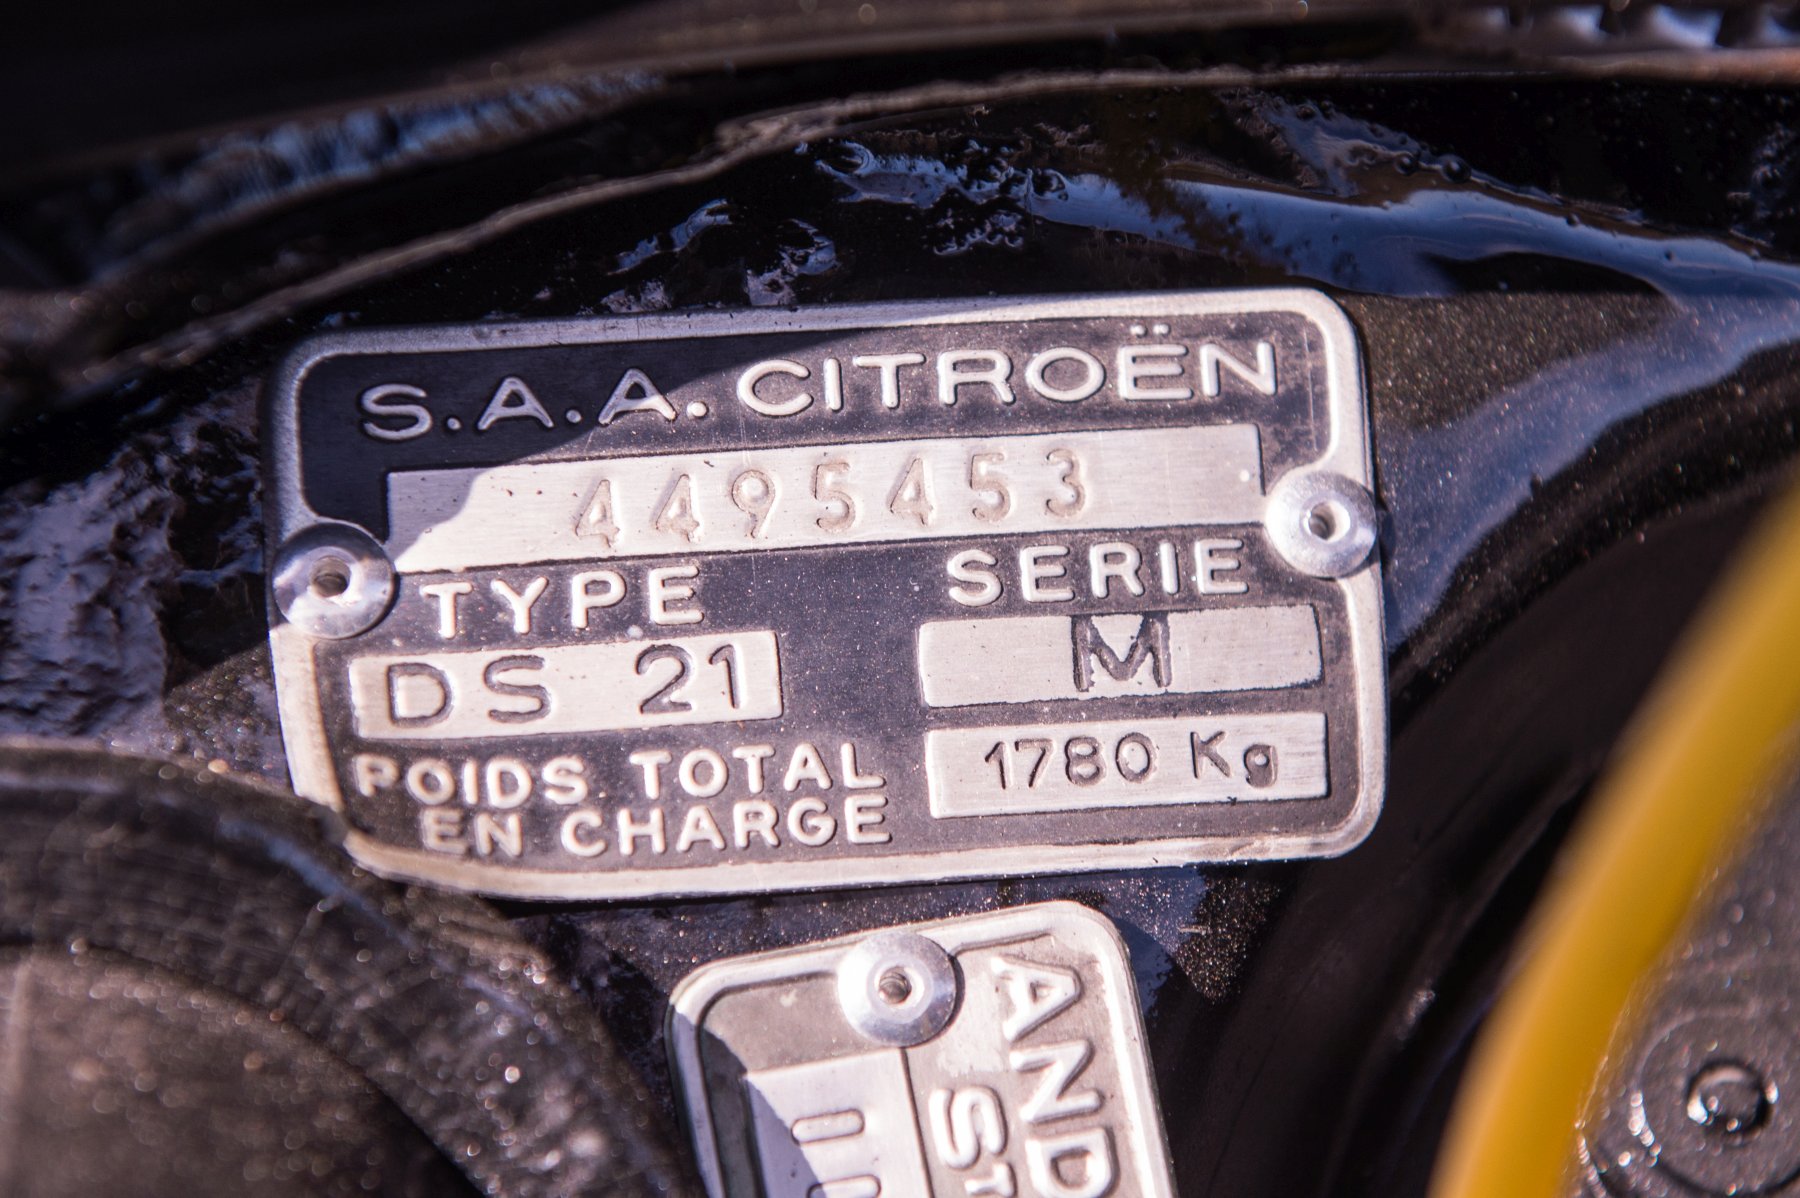 S.A.A. CITROËN
4495453
TYPE SERIE
DS 21 M
POIDS TOTAL
EN CHARGE 1780 Kg
AND
ST